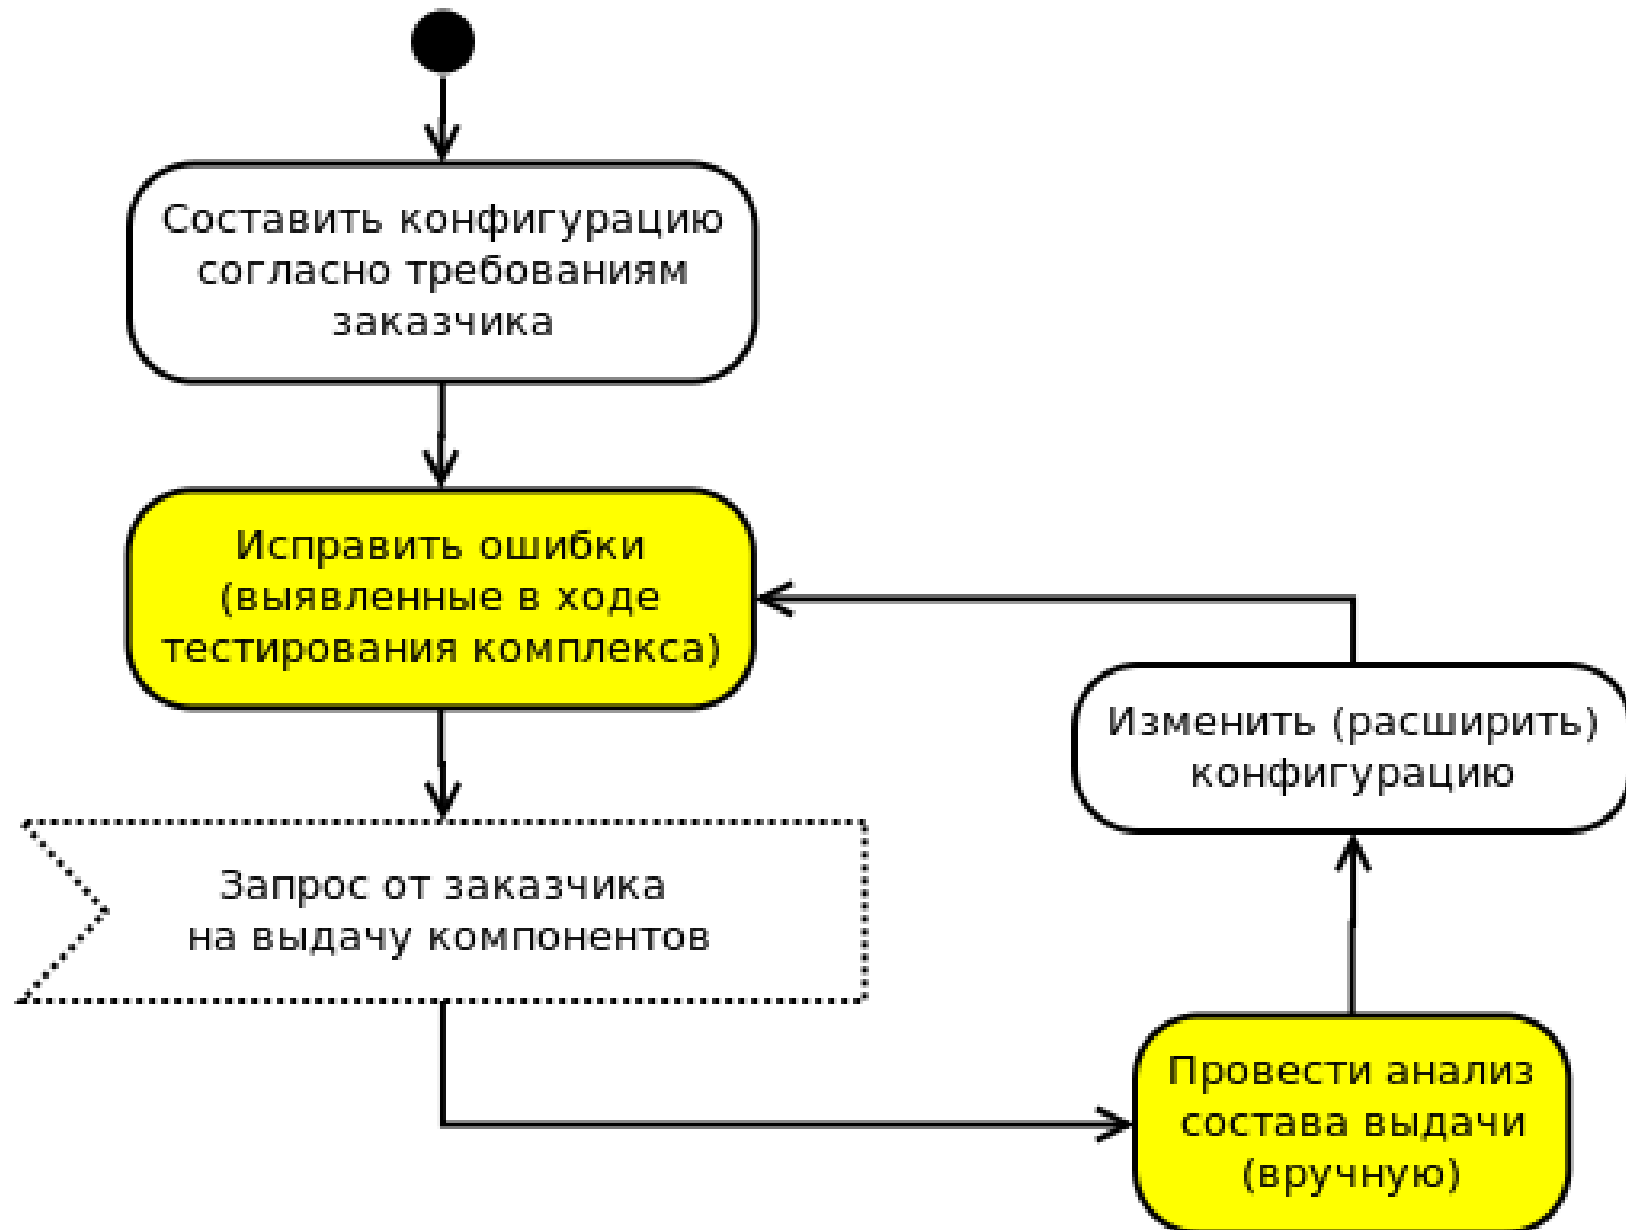 Составить конфигурацию
согласно требованиям
заказчика
Исправить ошибки
(выявленные в ходе
тестирования комплекса)
Изменить (расширить)
конфигурацию
Запрос от заказчика
на выдачу компонентов
Провести анализ
состава выдачи
(вручную)